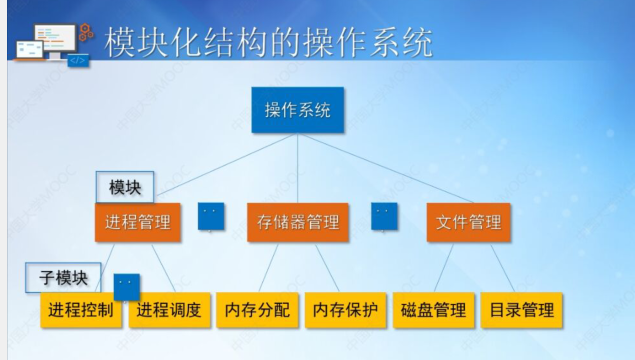 模块化结构的操作系统
操作系统
模块
进程管理
存储器管理
文件管理
子模块
进程控制
进程调度
内存分配
内存保护
磁盘管理
目录管理